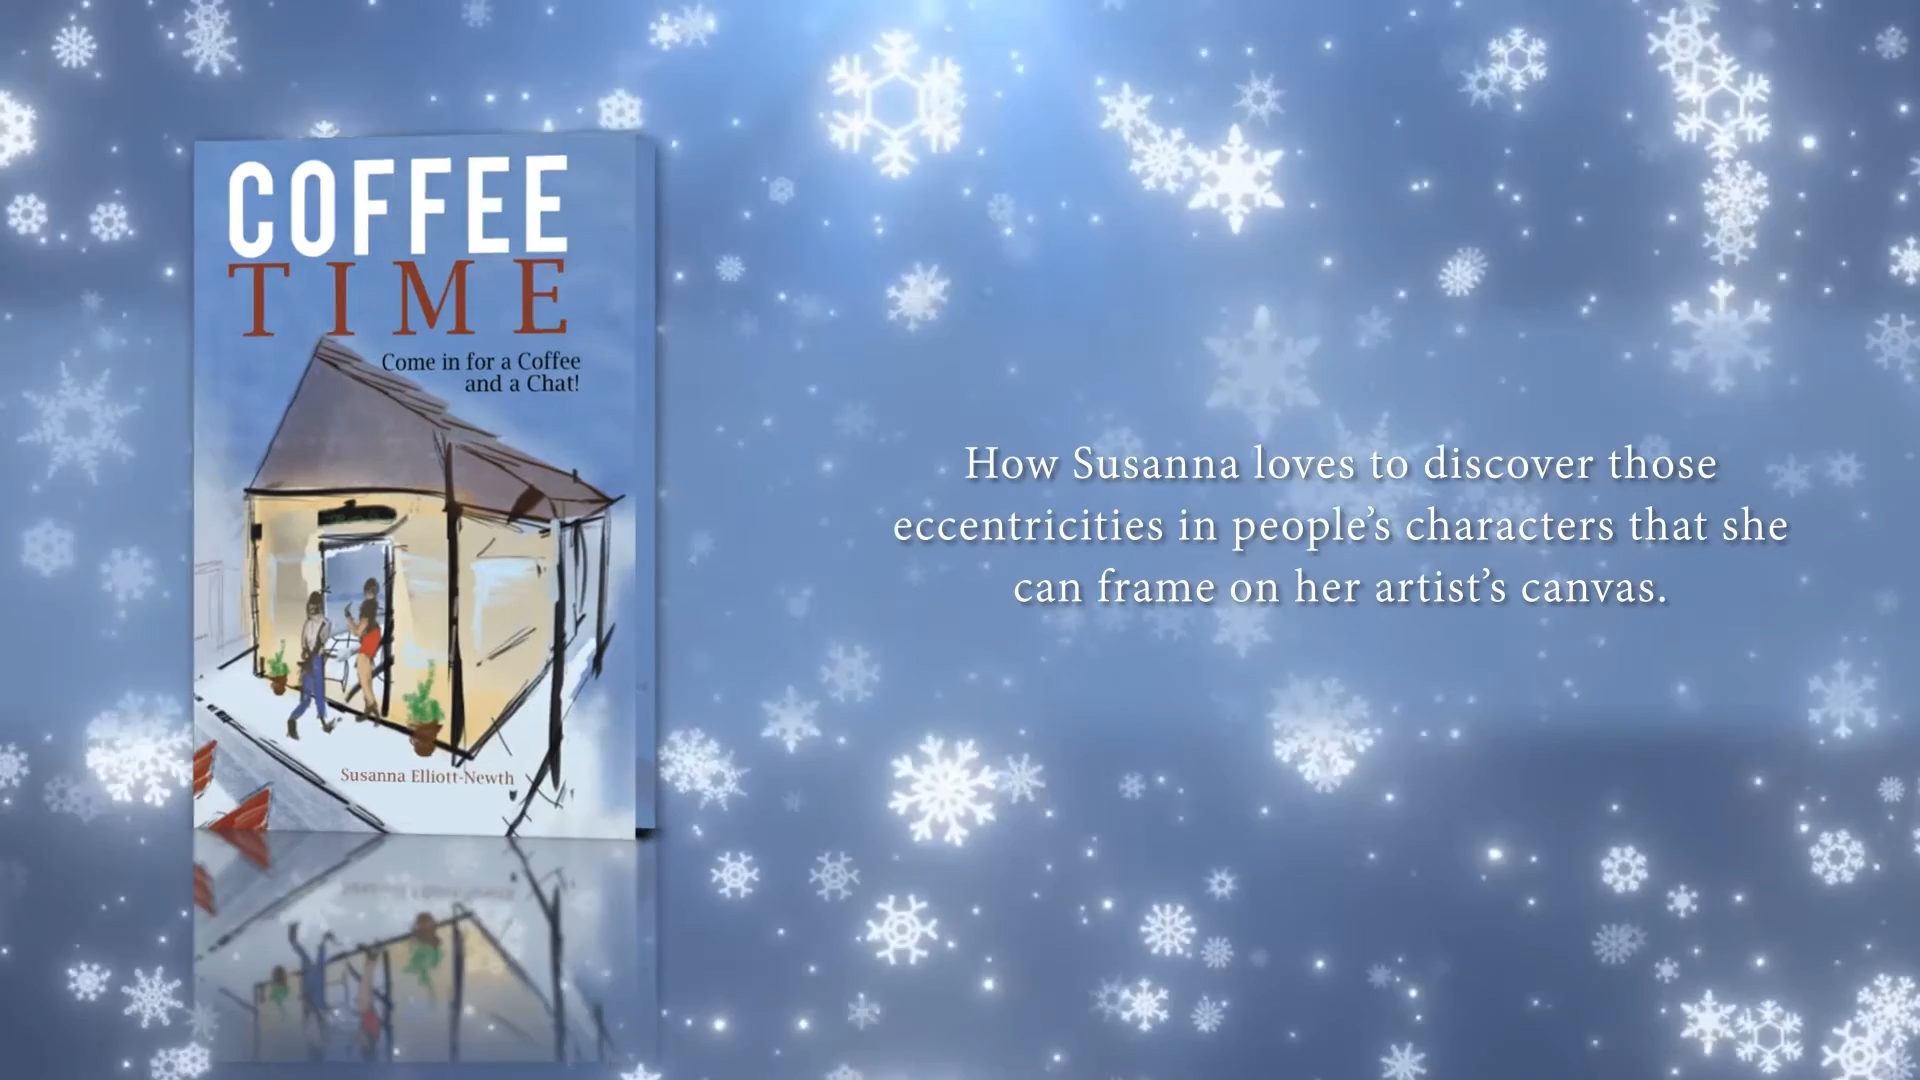 COFFEE
TIME
Come in for a Coffee
and a Chat!
Susanna Elliott-Newth
How Susanna loves to discover those
eccentricities in people’s characters that she
can frame on her artist’s canvas.